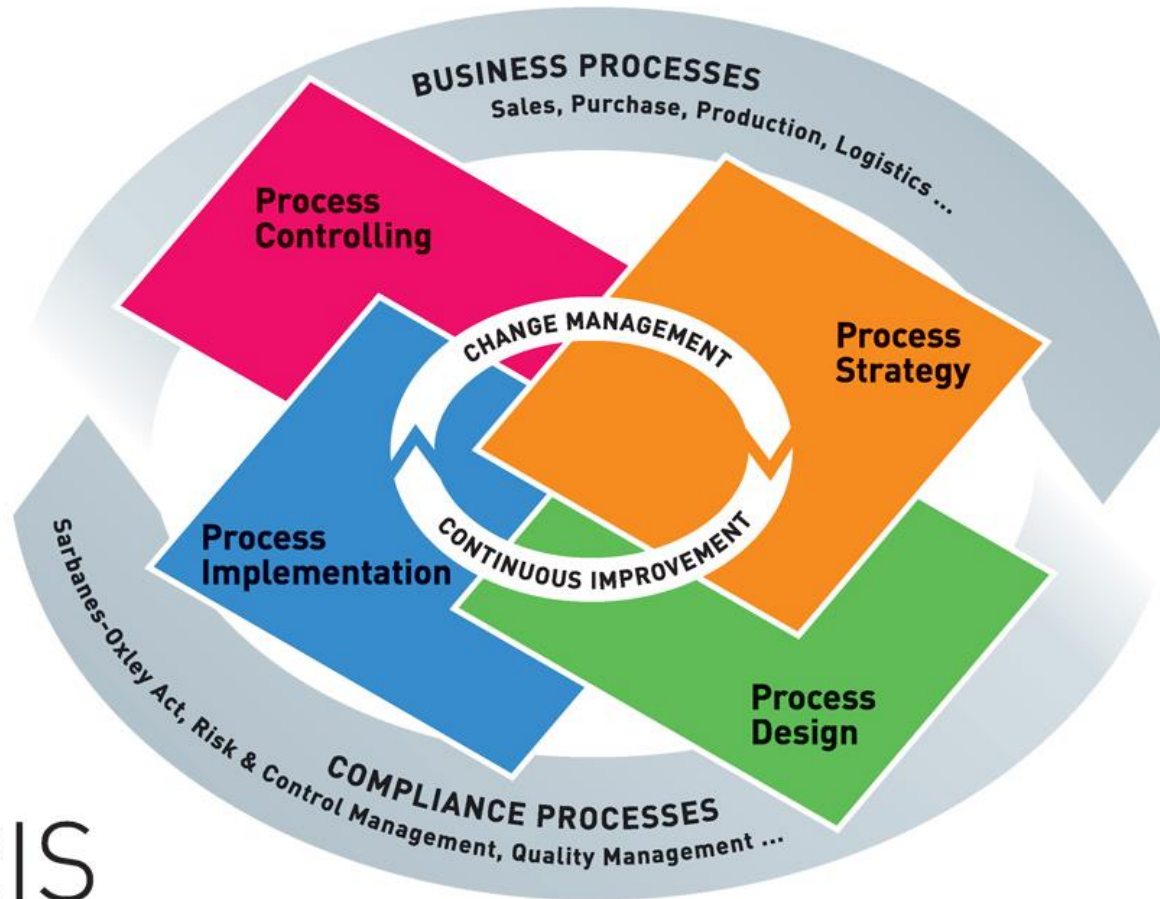 BUSINESS PROCESSES
Sales, Purchase, Production, Logistics ...
Process
Controlling
Process
Strategy
CHANGE MANAGEMENT
CONTINUOUS IMPROVEMENT
Process
Implementation
Process
Design
COMPLIANCE PROCESSES
Sarbanes-Oxley Act, Risk & Control Management, Quality Management ...
IS